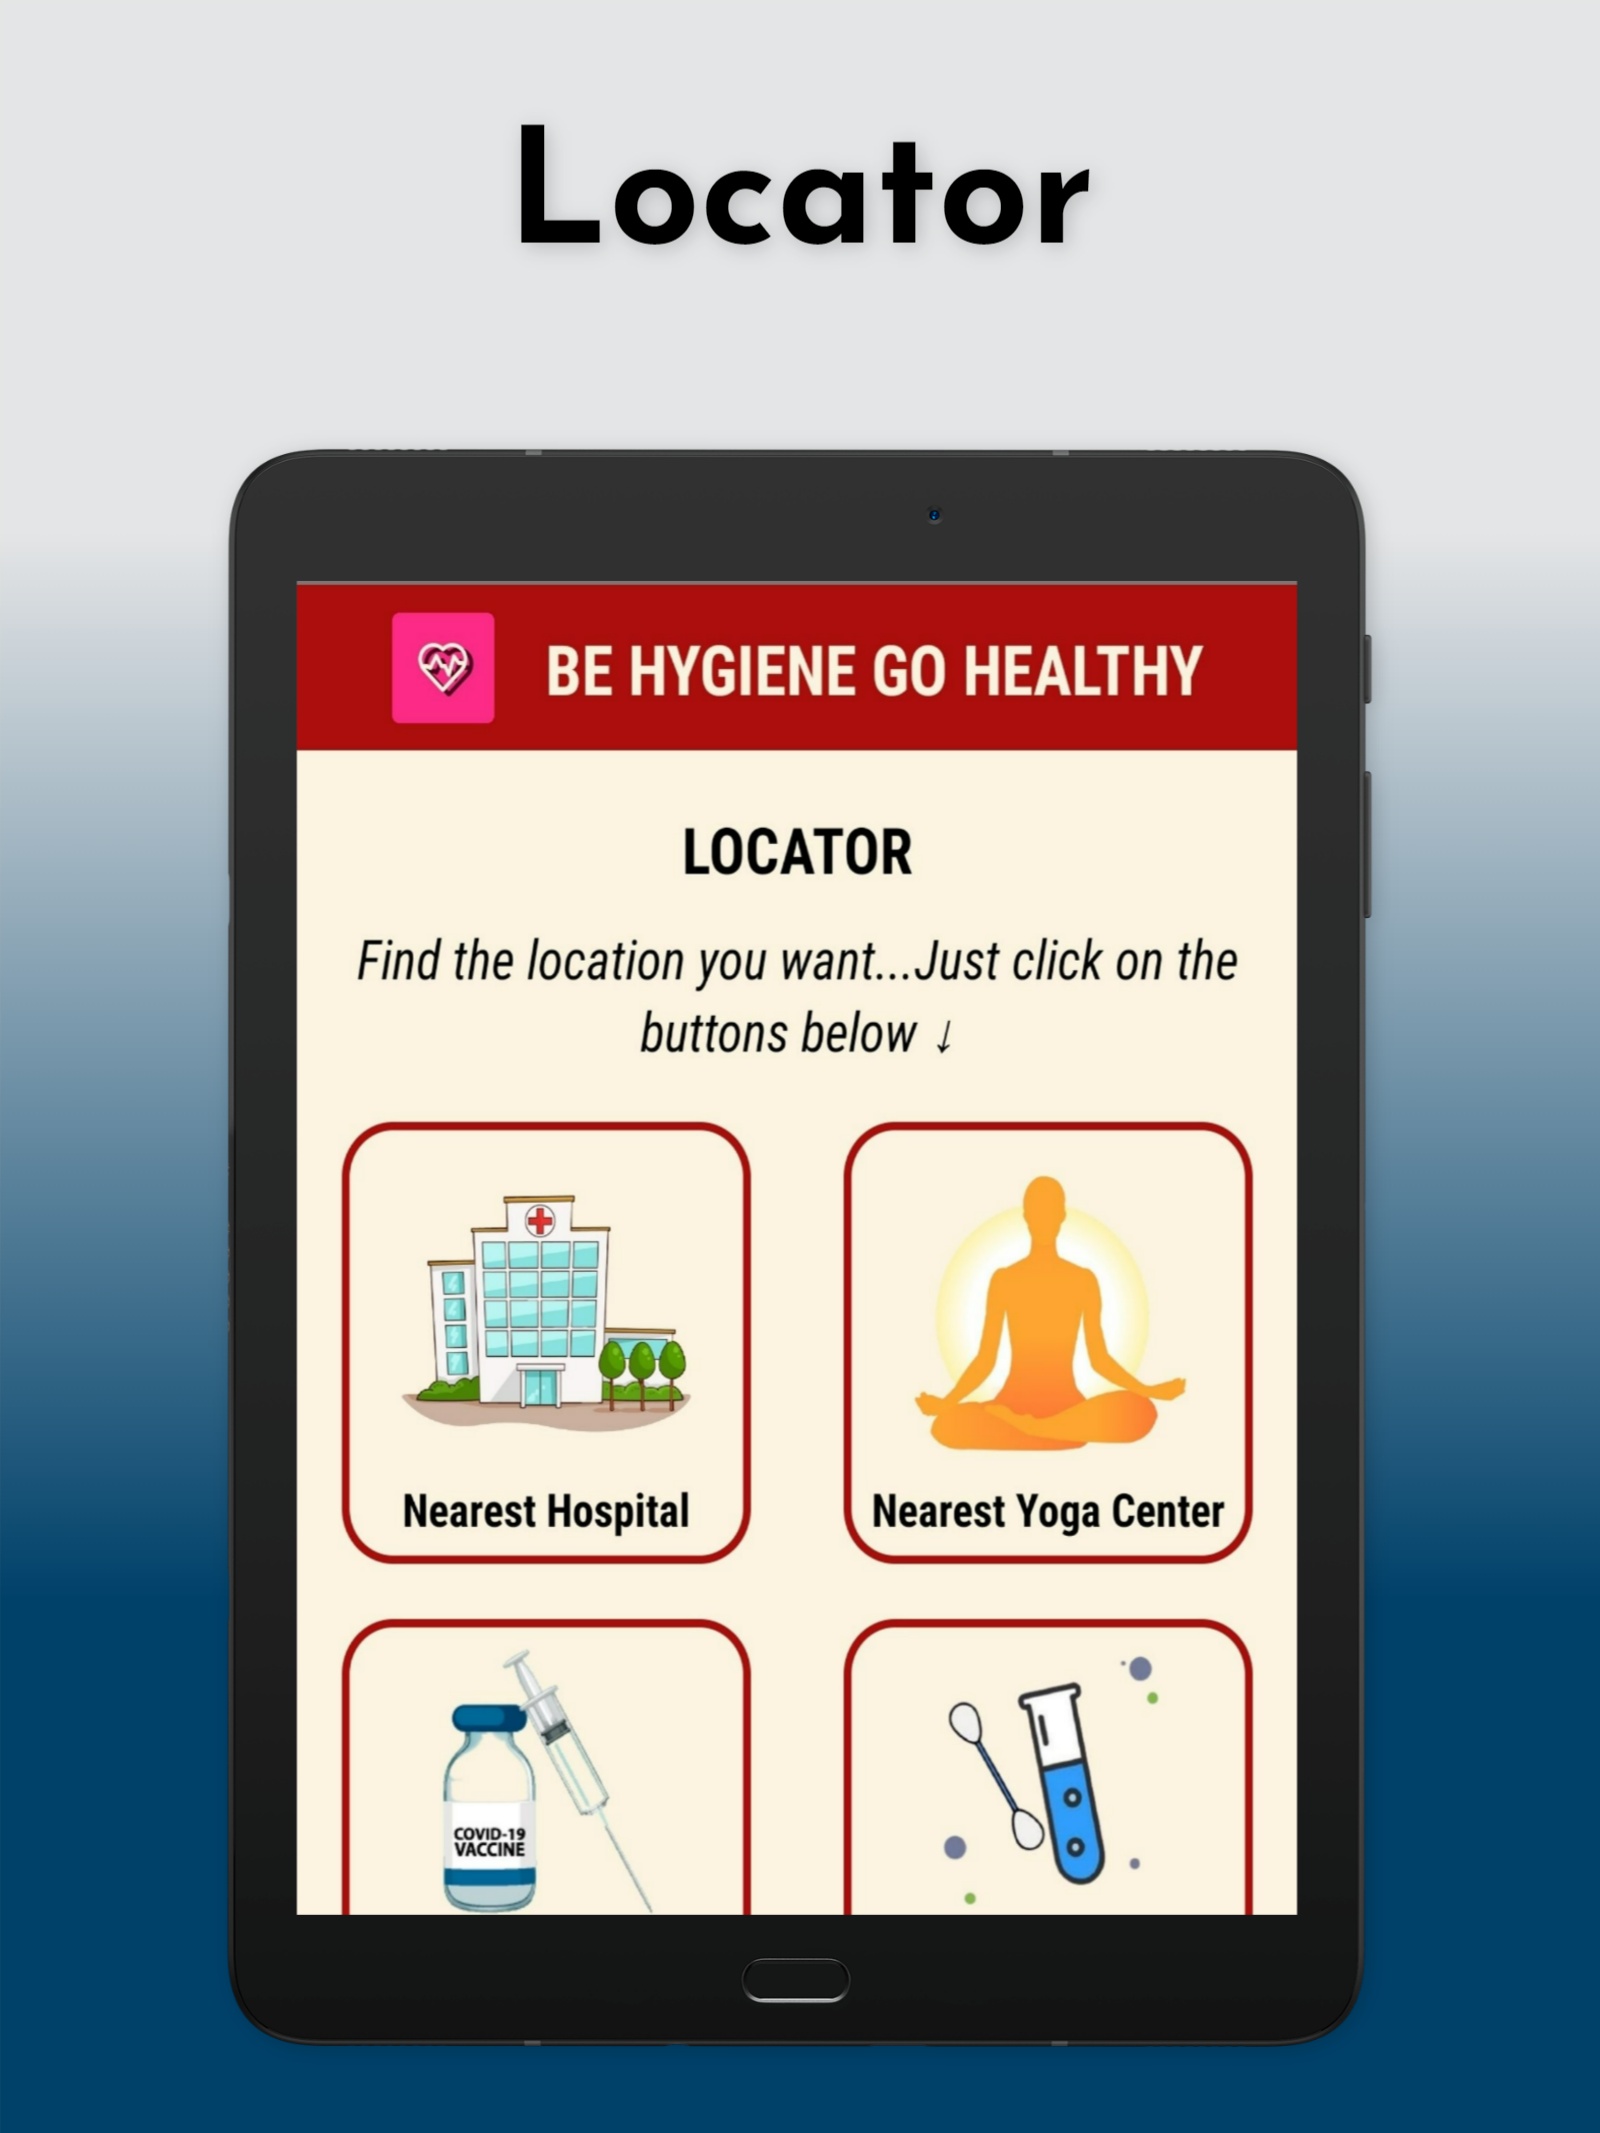 Locator
BE HYGIENE GO HEALTHY
LOCATOR
Find the location you want...Just click on the
buttons below ↓
Nearest Hospital
Nearest Yoga Center
COVID-19
VACCINE